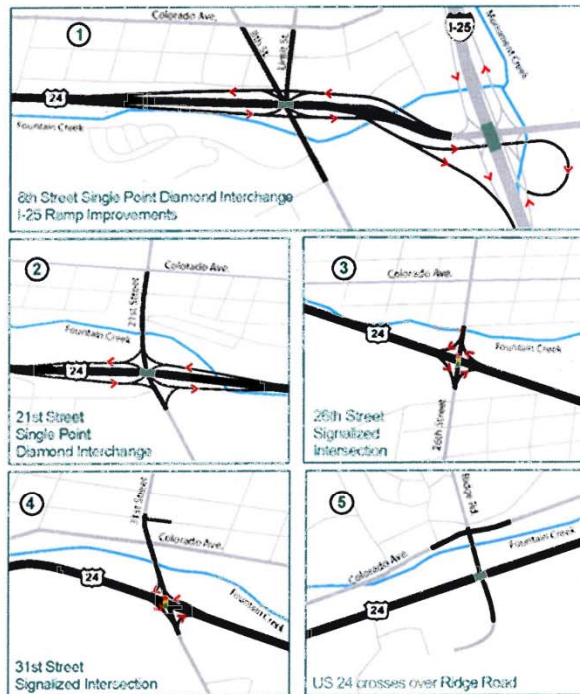 1
Colorado Ave.
8th St.
Limit St.
I-25
Monument Creek
24
Fountain Creek
8th Street Single Point Diamond Interchange
I-25 Ramp Improvements
2
Colorado Ave.
21st Street
Fountain Creek
24
21st Street
Single Point
Diamond Interchange
3
Colorado Ave.
24
Fountain Creek
26th Street
26th Street
Signalized
Intersection
4
31st Street
Colorado Ave.
24
Fountain Creek
31st Street
Signalized Intersection
5
Ridge Rd.
Fountain Creek
Colorado Ave.
24
US 24 crosses over Ridge Road